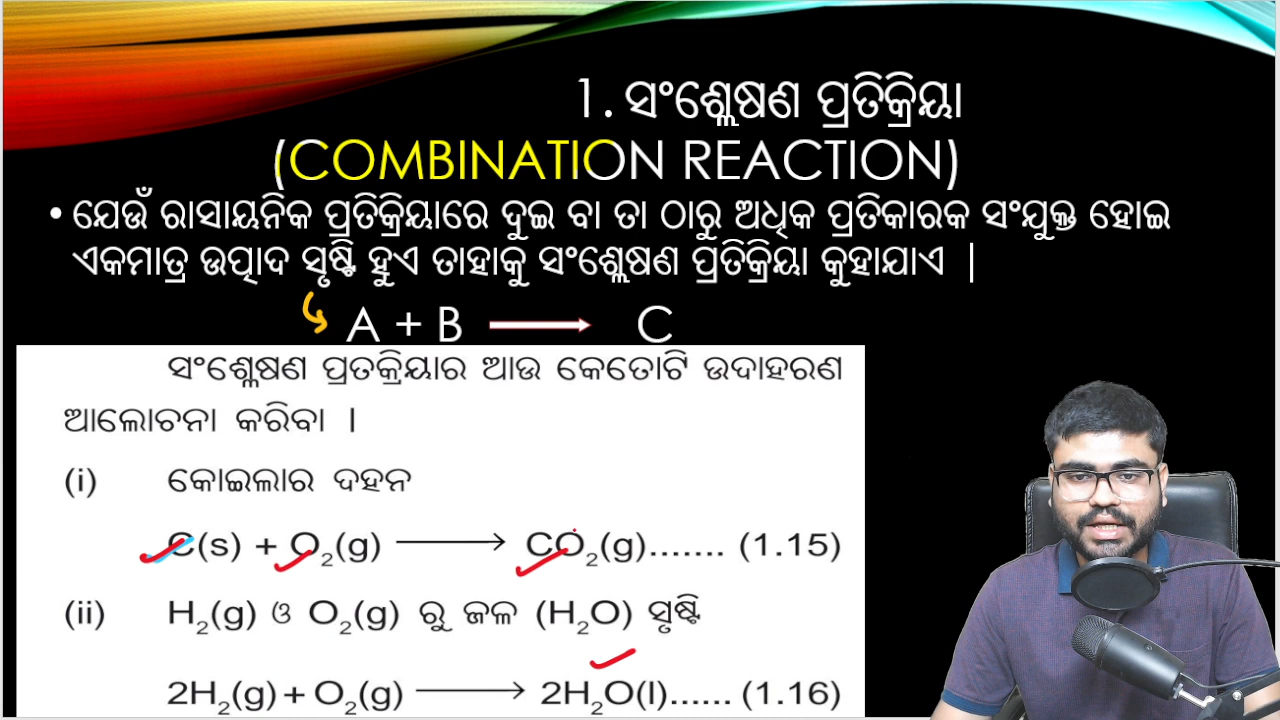 1. ସଂଶ୍ଲେଷଣ ପ୍ରତିକ୍ରିୟା
(COMBINATION REACTION)
• ଯେଉଁ ରାସାୟନିକ ପ୍ରତିକ୍ରିୟାରେ ଦୁଇ ବା ତା ଠାରୁ ଅଧିକ ପ୍ରତିକାରକ ସଂଯୁକ୍ତ ହୋଇ
ଏକମାତ୍ର ଉତ୍ପାଦ ସୃଷ୍ଟି ହୁଏ ତାହାକୁ ସଂଶ୍ଲେଷଣ ପ୍ରତିକ୍ରିୟା କୁହାଯାଏ |
A + B ⟶ C
ସଂଶ୍ଳେଷଣ ପ୍ରତକ୍ରିୟାର ଆଉ କେତୋଟି ଉଦାହରଣ
ଆଲୋଚନା କରିବା ।
(i) କୋଇଲାର ଦହନ
C(s) + O₂(g) ⟶ CO₂(g)....... (1.15)
(ii) H₂(g) ଓ O₂(g) ରୁ ଜଳ (H₂O) ସୃଷ୍ଟି
2H₂(g) + O₂(g) ⟶ 2H₂O(l)...... (1.16)